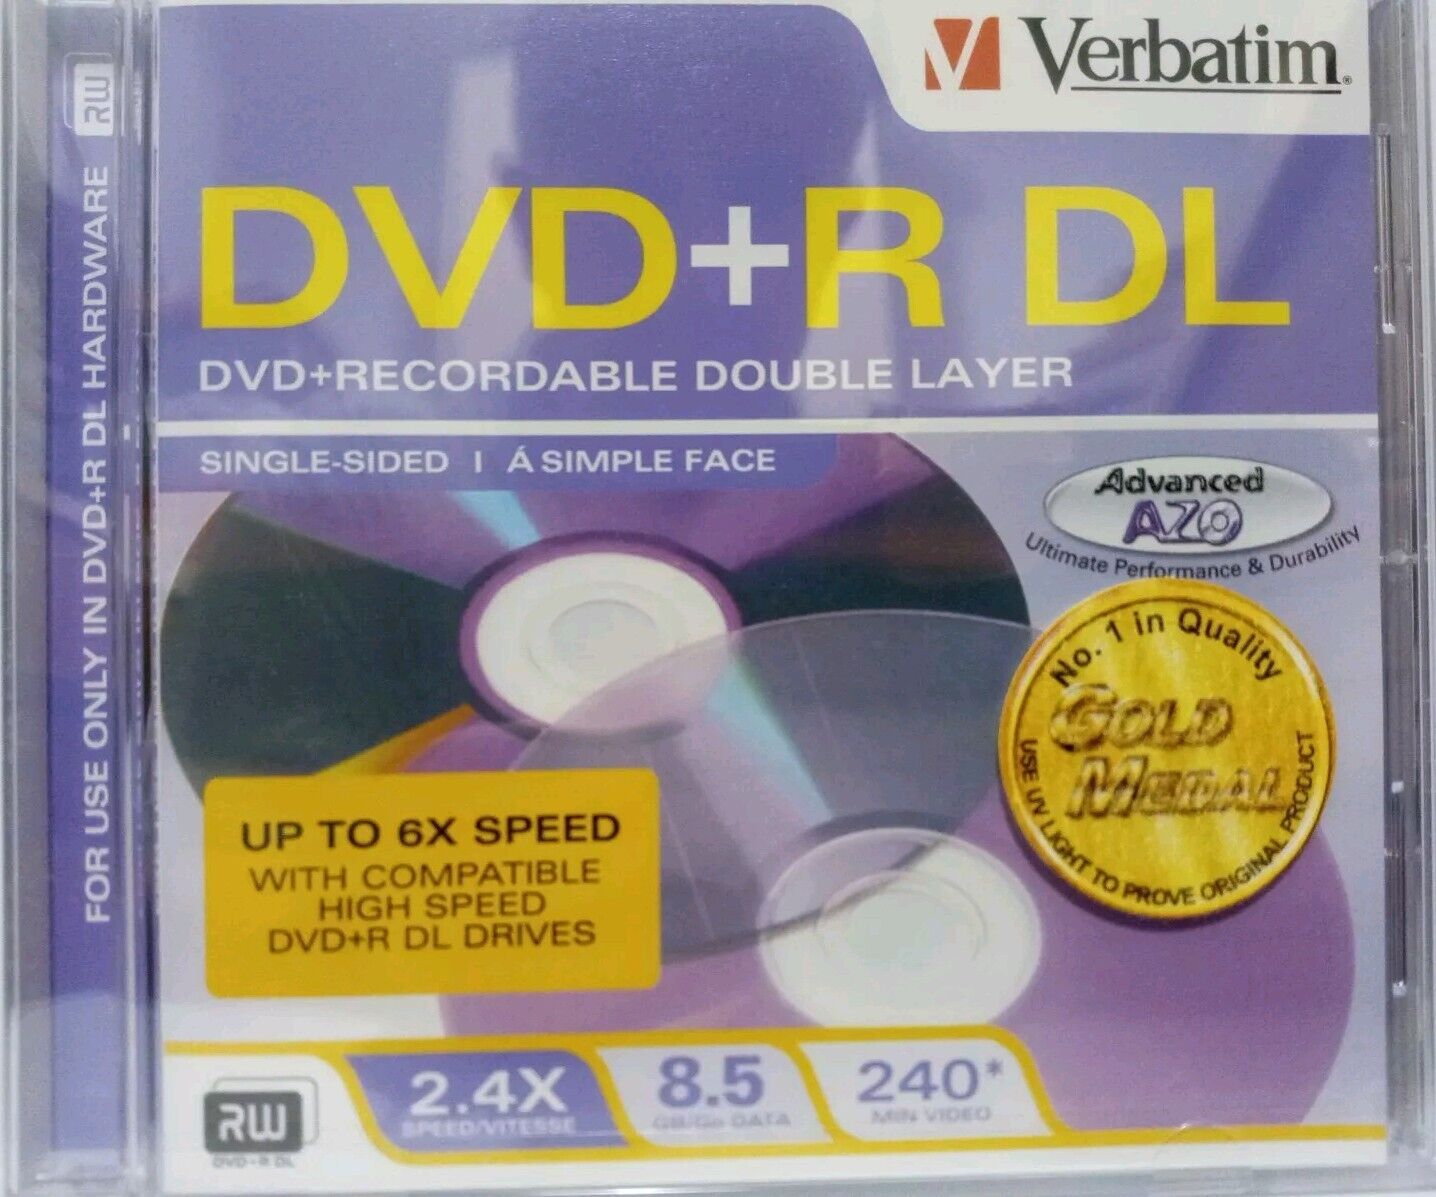 Verbatim®
DVD+R DL
DVD+RECORDABLE DOUBLE LAYER
SINGLE-SIDED | Á SIMPLE FACE
Advanced
AZO
Ultimate Performance & Durability
No. 1 in Quality
GOLD
MEDAL
USE UV LIGHT TO PROVE ORIGINAL PRODUCT
UP TO 6X SPEED
WITH COMPATIBLE
HIGH SPEED
DVD+R DL DRIVES
RW
DVD+R DL
2.4X
SPEED/VITESSE
8.5
GB/Go DATA
240*
MIN VIDEO
FOR USE ONLY IN DVD+R DL HARDWARE
RW